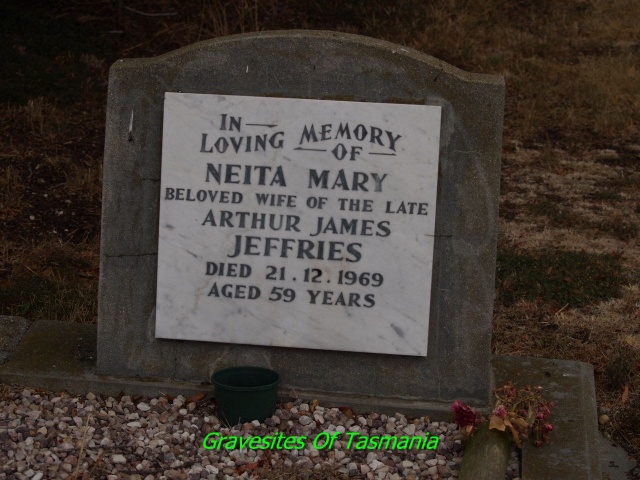 IN LOVING MEMORY OF
NEITA MARY
BELOVED WIFE OF THE LATE
ARTHUR JAMES
JEFFRIES
DIED 21.12.1969
AGED 59 YEARS
Gravesites Of Tasmania